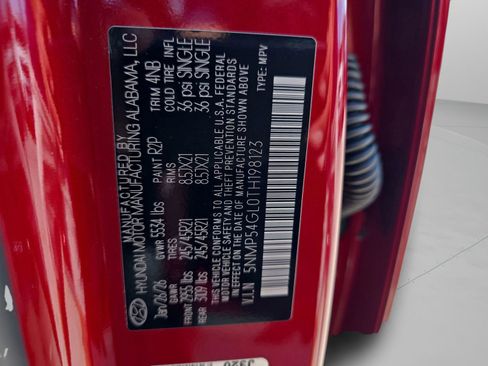 MANUFACTURED BY
HYUNDAI MOTOR MANUFACTURING ALABAMA, LLC
Jan/26/26 GVWR 5534 lbs PAINT R2P TRIM 4NB
GAWR TIRES RIMS COLD TIRE INFL
FRONT 2955 lbs 245/45R21 8.5JX21 36 psi SINGLE
REAR 3109 lbs 245/45R21 8.5JX21 36 psi SINGLE
THIS VEHICLE CONFORMS TO ALL APPLICABLE U.S.A. FEDERAL
MOTOR VEHICLE SAFETY AND THEFT PREVENTION STANDARDS
IN EFFECT ON THE DATE OF MANUFACTURE SHOWN ABOVE
V.I.N 5NMP54GL0TH198123 TYPE: MPV
J320